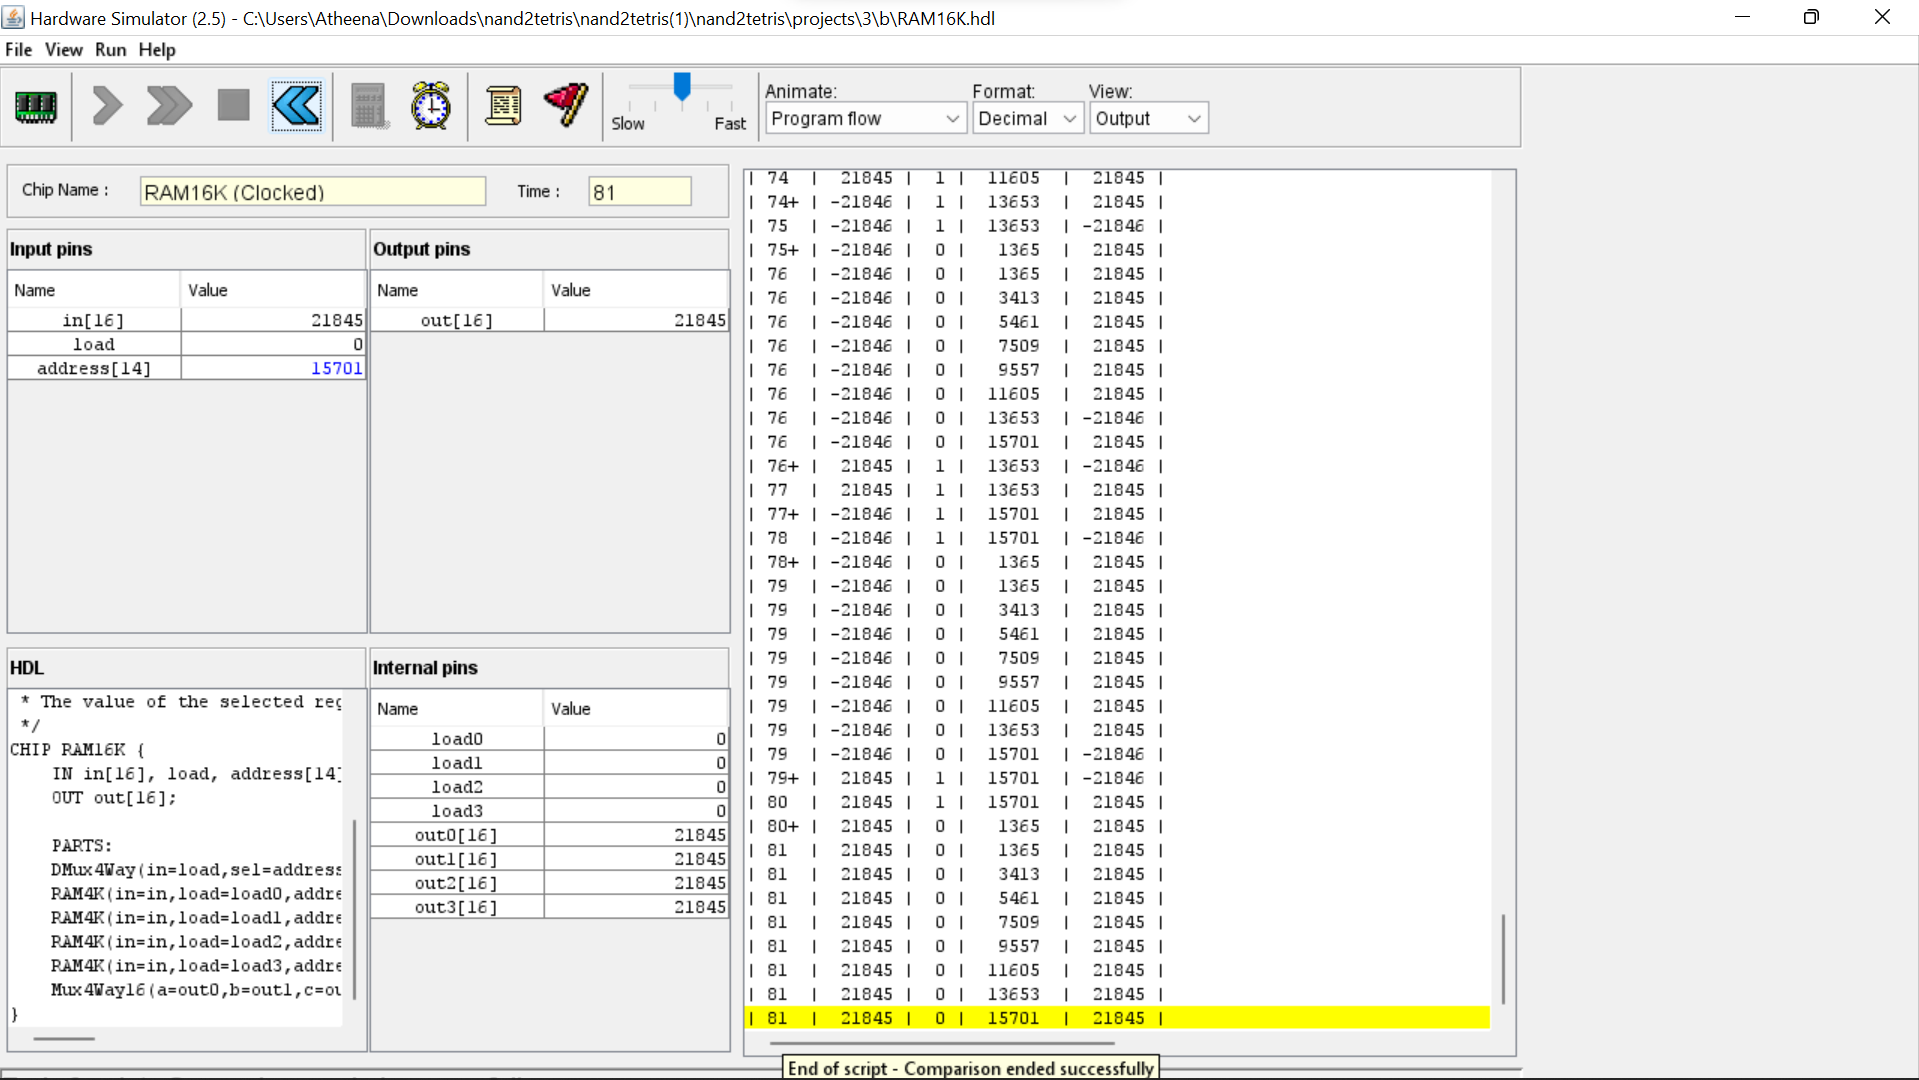 Hardware Simulator (2.5) - C:\Users\Atheena\Downloads\nand2tetris\nand2tetris(1)\nand2tetris\projects\3\b\RAM16K.hdl
File View Run Help
Slow Fast
Animate: Format: View:
Program flow Decimal Output
Chip Name : RAM16K (Clocked) Time : 81
Input pins
Name Value
in[16] 21845
load 0
address[14] 15701
Output pins
Name Value
out[16] 21845
HDL
* The value of the selected reg
*/
CHIP RAM16K {
IN in[16], load, address[14]
OUT out[16];
PARTS:
DMux4Way(in=load,sel=address
RAM4K(in=in,load=load0,addre
RAM4K(in=in,load=load1,addre
RAM4K(in=in,load=load2,addre
RAM4K(in=in,load=load3,addre
Mux4Way16(a=out0,b=out1,c=ou
}
Internal pins
Name Value
load0 0
load1 0
load2 0
load3 0
out0[16] 21845
out1[16] 21845
out2[16] 21845
out3[16] 21845
| 74 | 21845 | 1 | 11605 | 21845 |
| 74+ | -21846 | 1 | 13653 | 21845 |
| 75 | -21846 | 1 | 13653 | -21846 |
| 75+ | -21846 | 0 | 1365 | 21845 |
| 76 | -21846 | 0 | 1365 | 21845 |
| 76 | -21846 | 0 | 3413 | 21845 |
| 76 | -21846 | 0 | 5461 | 21845 |
| 76 | -21846 | 0 | 7509 | 21845 |
| 76 | -21846 | 0 | 9557 | 21845 |
| 76 | -21846 | 0 | 11605 | 21845 |
| 76 | -21846 | 0 | 13653 | -21846 |
| 76 | -21846 | 0 | 15701 | 21845 |
| 76+ | 21845 | 1 | 13653 | -21846 |
| 77 | 21845 | 1 | 13653 | 21845 |
| 77+ | -21846 | 1 | 15701 | 21845 |
| 78 | -21846 | 1 | 15701 | -21846 |
| 78+ | -21846 | 0 | 1365 | 21845 |
| 79 | -21846 | 0 | 1365 | 21845 |
| 79 | -21846 | 0 | 3413 | 21845 |
| 79 | -21846 | 0 | 5461 | 21845 |
| 79 | -21846 | 0 | 7509 | 21845 |
| 79 | -21846 | 0 | 9557 | 21845 |
| 79 | -21846 | 0 | 11605 | 21845 |
| 79 | -21846 | 0 | 13653 | 21845 |
| 79 | -21846 | 0 | 15701 | -21846 |
| 79+ | 21845 | 1 | 15701 | -21846 |
| 80 | 21845 | 1 | 15701 | 21845 |
| 80+ | 21845 | 0 | 1365 | 21845 |
| 81 | 21845 | 0 | 1365 | 21845 |
| 81 | 21845 | 0 | 3413 | 21845 |
| 81 | 21845 | 0 | 5461 | 21845 |
| 81 | 21845 | 0 | 7509 | 21845 |
| 81 | 21845 | 0 | 9557 | 21845 |
| 81 | 21845 | 0 | 11605 | 21845 |
| 81 | 21845 | 0 | 13653 | 21845 |
| 81 | 21845 | 0 | 15701 | 21845 |
End of script - Comparison ended successfully